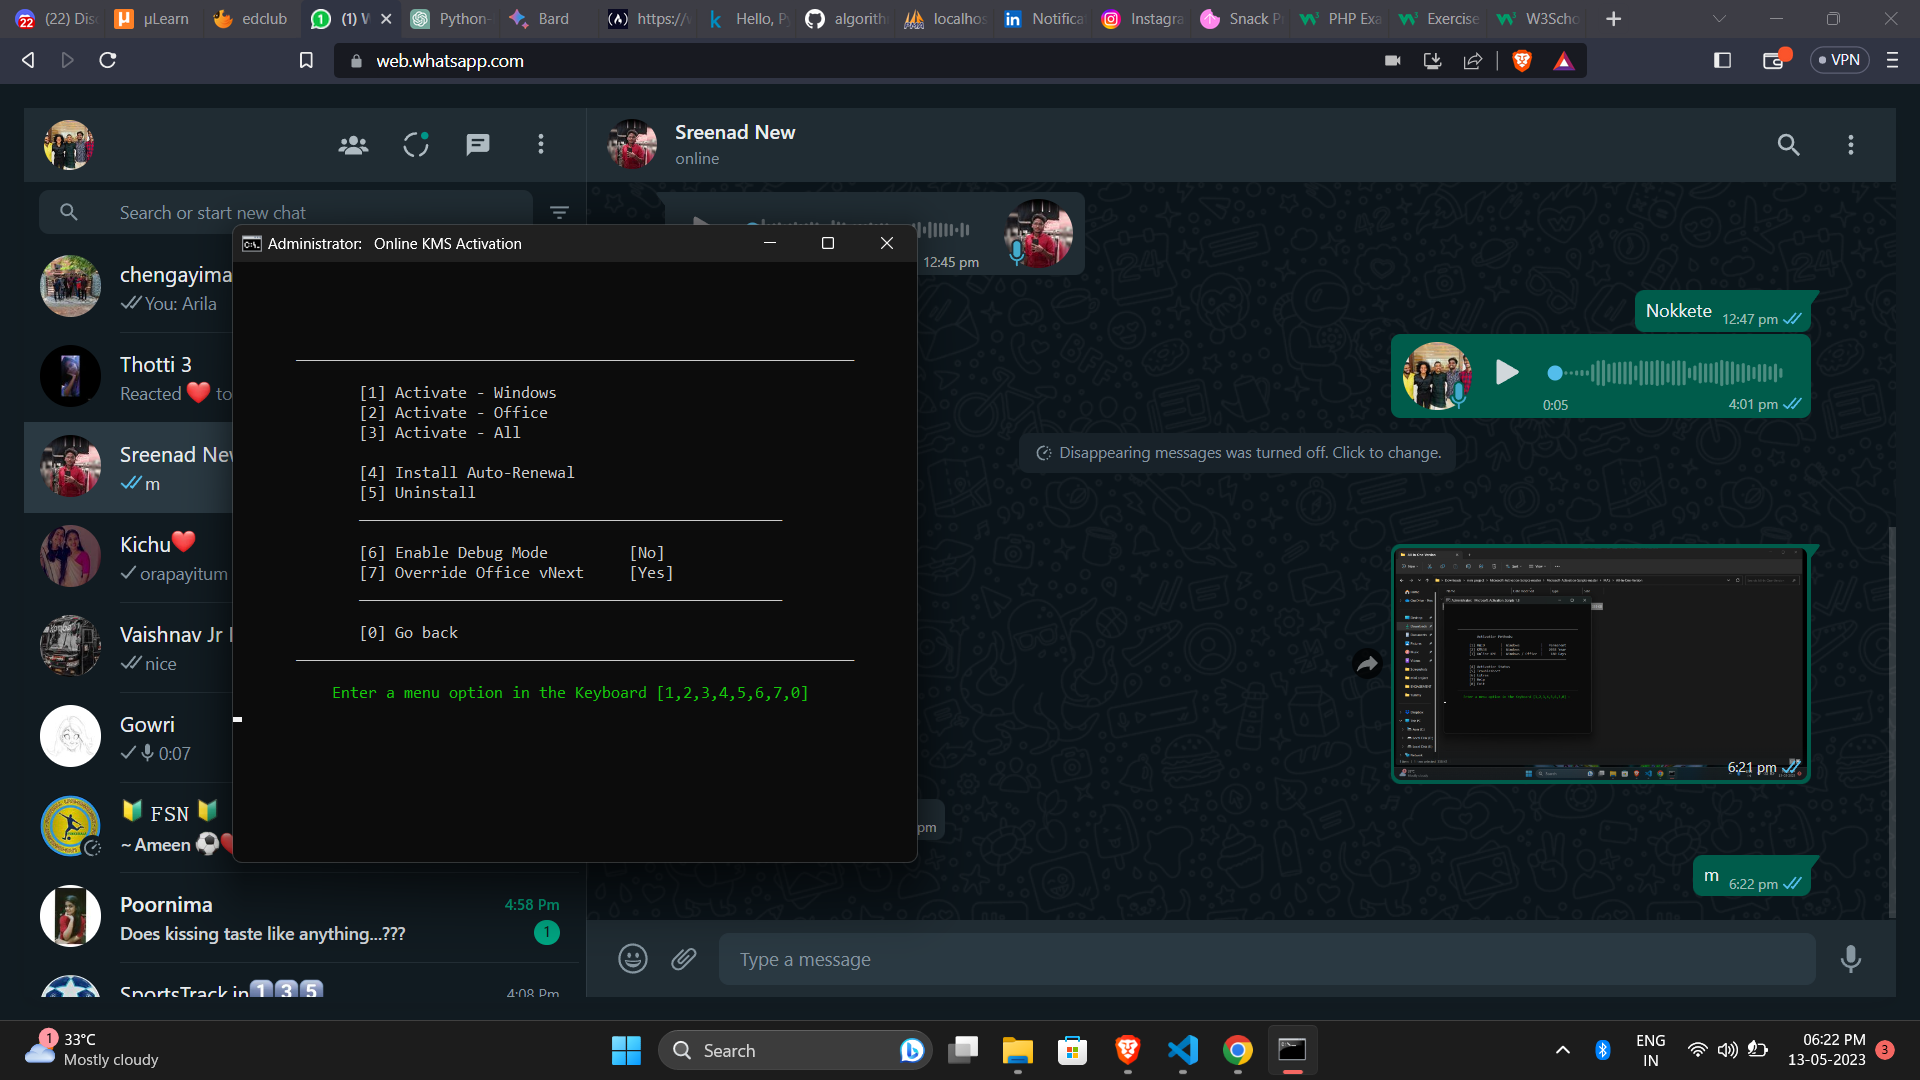 (22) Dis
µLearn
edclub
(1) W
Python-
Bard
https://
Hello, P
algorith
localhos
Notifica
Instagra
Snack P
PHP Exa
Exercise
W3Scho
web.whatsapp.com
VPN
Search or start new chat
chengayima
You: Arila
Thotti 3
Reacted ❤️ to
Sreenad Nev
m
Kichu❤️
orapayitum
Vaishnav Jr
nice
Gowri
0:07
🔰 FSN 🔰
~ Ameen ⚽❤️
Poornima
4:58 Pm
Does kissing taste like anything...???
1
SportsTrack.in 1 3 5
4:08 Pm
Administrator: Online KMS Activation
[1] Activate - Windows
[2] Activate - Office
[3] Activate - All
[4] Install Auto-Renewal
[5] Uninstall
[6] Enable Debug Mode [No]
[7] Override Office vNext [Yes]
[0] Go back
Enter a menu option in the Keyboard [1,2,3,4,5,6,7,0]
Sreenad New
online
12:45 pm
Nokkete 12:47 pm
0:05
4:01 pm
Disappearing messages was turned off. Click to change.
6:21 pm
pm
m 6:22 pm
Type a message
1
33°C
Mostly cloudy
Search
ENG
IN
06:22 PM
13-05-2023
3